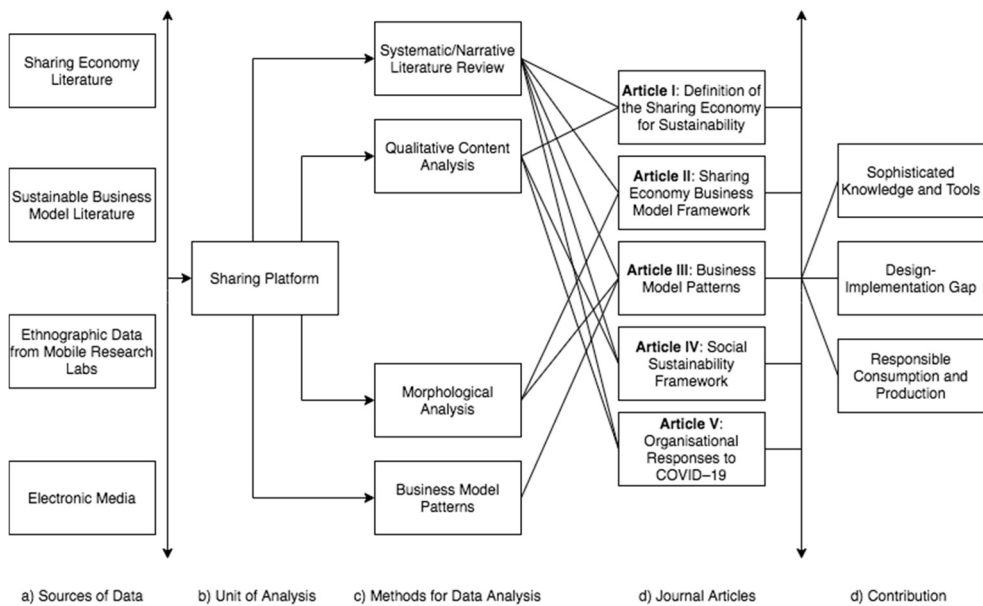 Sharing Economy
Literature
Sustainable Business
Model Literature
Ethnographic Data
from Mobile Research
Labs
Electronic Media
Sharing Platform
Systematic/Narrative
Literature Review
Qualitative Content
Analysis
Morphological
Analysis
Business Model
Patterns
Article I: Definition of
the Sharing Economy
for Sustainability
Article II: Sharing
Economy Business
Model Framework
Article III: Business
Model Patterns
Article IV: Social
Sustainability
Framework
Article V:
Organisational
Responses to
COVID–19
Sophisticated
Knowledge and Tools
Design-
Implementation Gap
Responsible
Consumption and
Production
a) Sources of Data
b) Unit of Analysis
c) Methods for Data Analysis
d) Journal Articles
d) Contribution